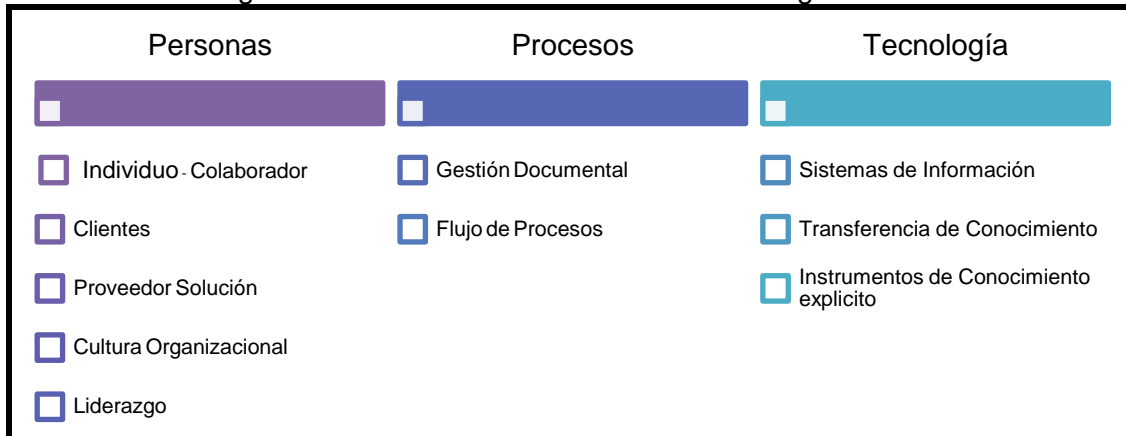 Personas
Procesos
Tecnología
Individuo - Colaborador
Clientes
Proveedor Solución
Cultura Organizacional
Liderazgo
Gestión Documental
Flujo de Procesos
Sistemas de Información
Transferencia de Conocimiento
Instrumentos de Conocimiento
explicito